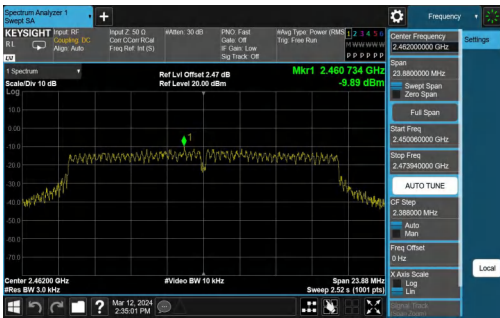 Spectrum Analyzer 1
Swept SA
+
Frequency
KEYSIGHT
RL
Input: RF
Coupling: DC
Align: Auto
Input Z: 50 Ω
Corr CCorr RCal
Freq Ref: Int (S)
#Atten: 30 dB
PNO: Fast
Gate: Off
IF Gain: Low
Sig Track: Off
#Avg Type: Power (RMS
Trig: Free Run
1 2 3 4 5 6
M W W W W W
P P P P P P
LW
1 Spectrum
Scale/Div 10 dB
Ref Lvl Offset 2.47 dB
Ref Level 20.00 dBm
Mkr1 2.460 734 GHz
-9.89 dBm
Log
10.0
0.00
-10.0
-20.0
-30.0
-40.0
-50.0
-60.0
-70.0
1
Center 2.46200 GHz
#Res BW 3.0 kHz
#Video BW 10 kHz
Span 23.88 MHz
Sweep 2.52 s (1001 pts)
Mar 12, 2024
2:35:01 PM
?
Center Frequency
2.462000000 GHz
Span
23.8800000 MHz
Swept Span
Zero Span
Full Span
Start Freq
2.450060000 GHz
Stop Freq
2.473940000 GHz
AUTO TUNE
CF Step
2.388000 MHz
Auto
Man
Freq Offset
0 Hz
X Axis Scale
Log
Lin
Signal Track
Settings
Local